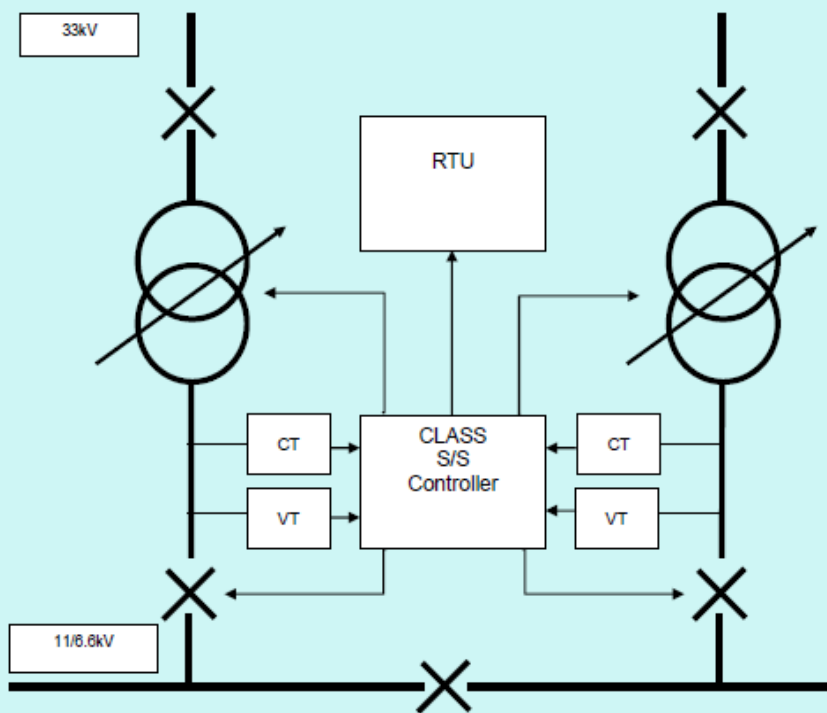 33kV
RTU
CLASS
S/S
Controller
CT
CT
VT
VT
11/6.6kV